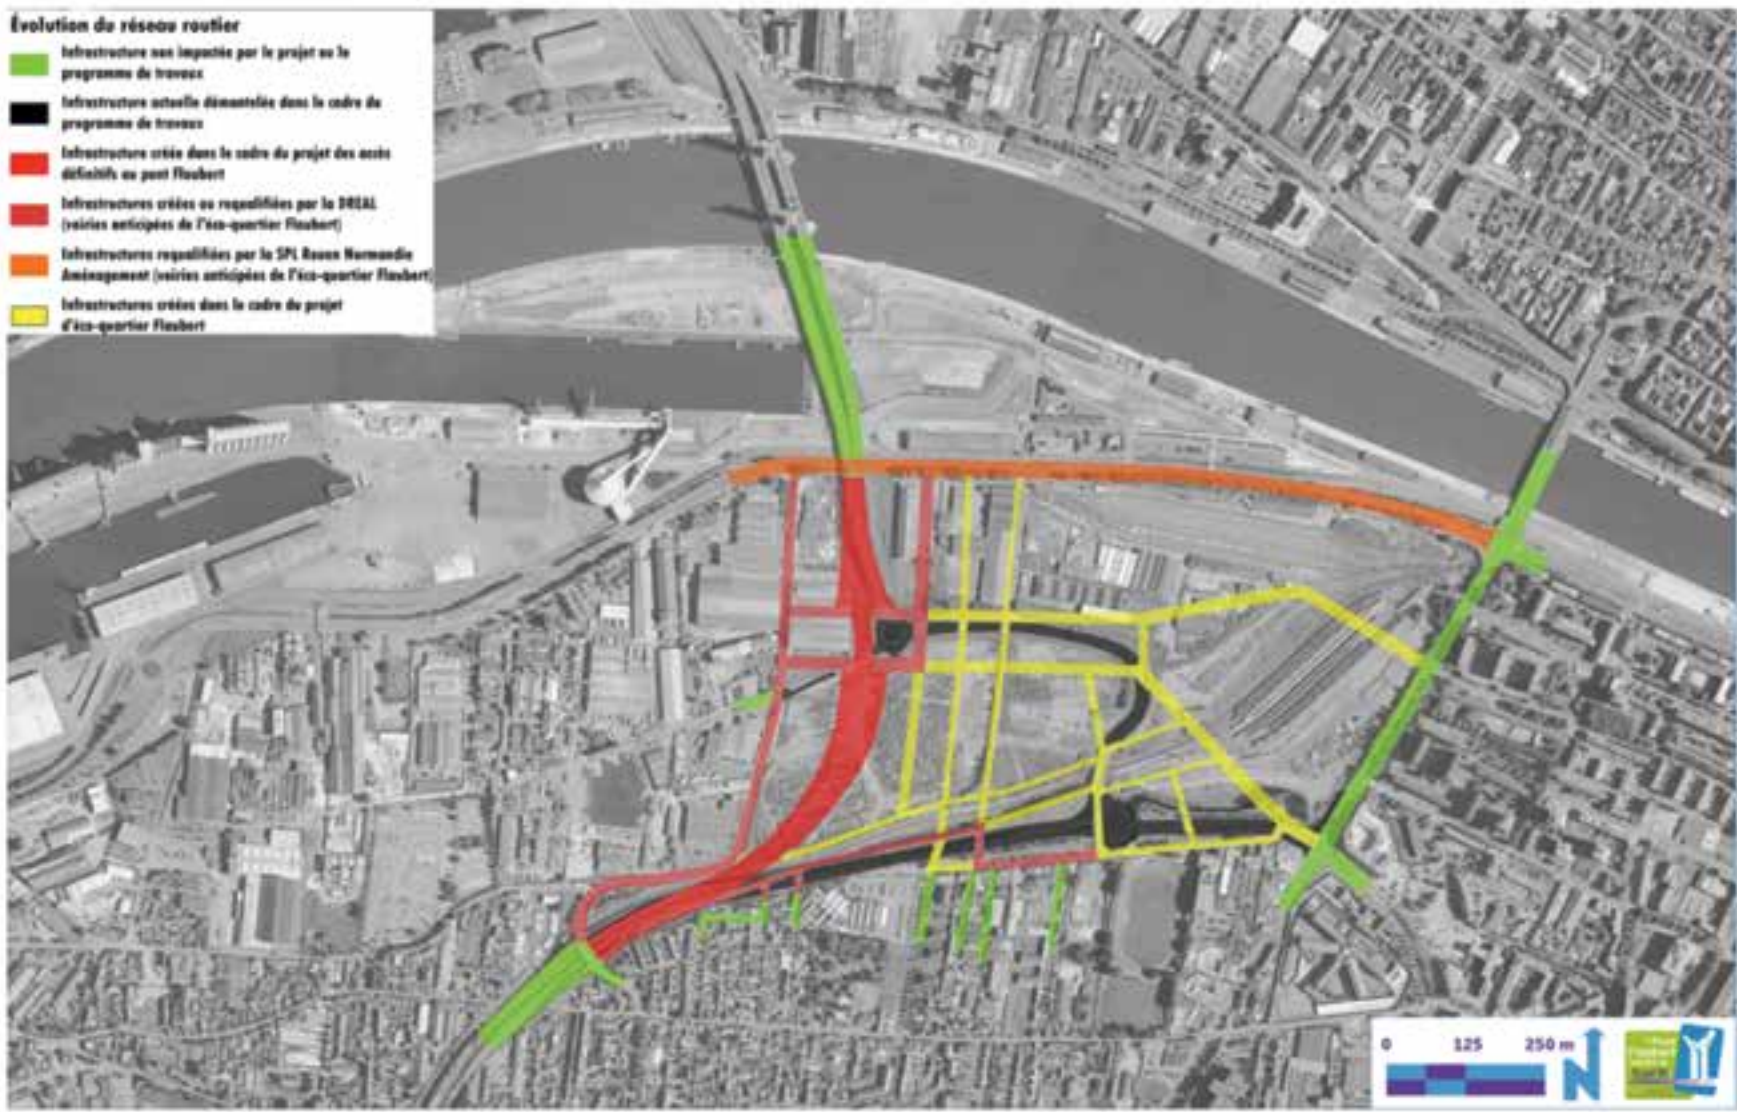 Évolution du réseau routier
Infrastructure non impactée par le projet ou le
programme de travaux
Infrastructure actuelle démantelée dans le cadre du
programme de travaux
Infrastructure créée dans le cadre du projet des accès
définitifs au pont Flaubert
Infrastructures créées ou requalifiées par la DREAL
(voiries anticipées de l'éco-quartier Flaubert)
Infrastructures requalifiées par la SPL Rouen Normandie
Aménagement (voiries anticipées de l'éco-quartier Flaubert)
Infrastructures créées dans le cadre du projet
d'éco-quartier Flaubert
0 125 250 m
N